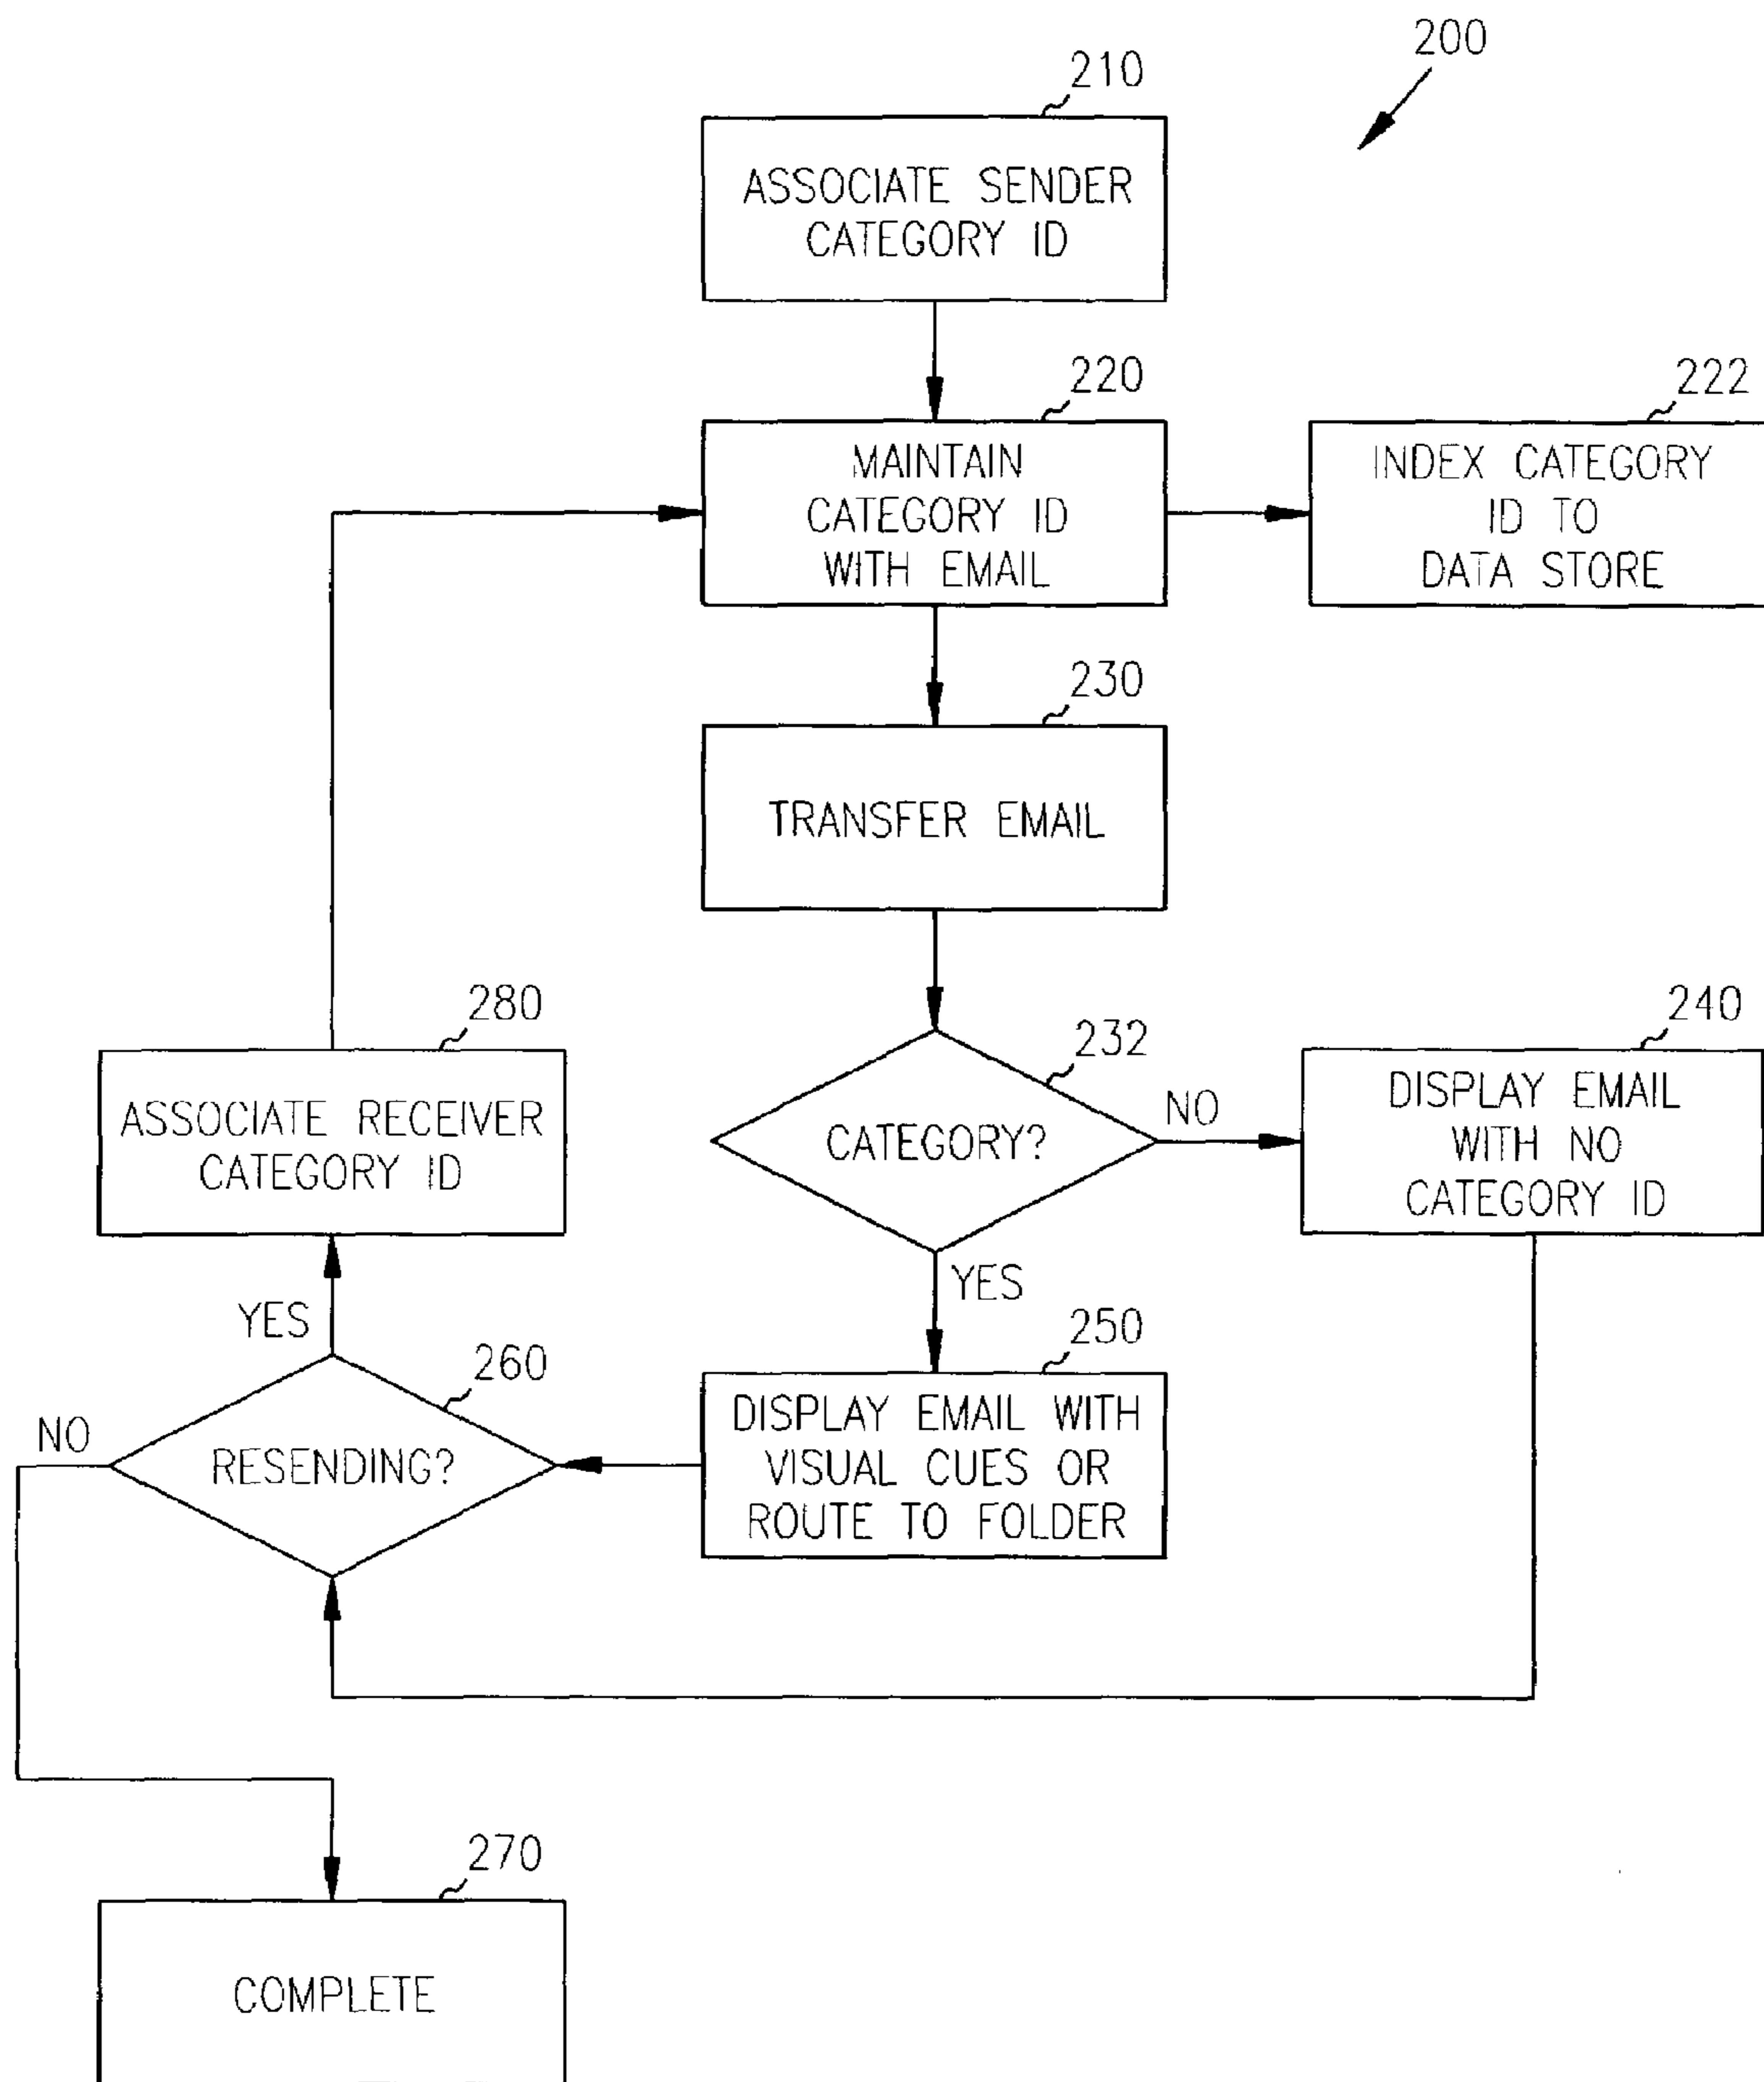 200
210
ASSOCIATE SENDER
CATEGORY ID
220
MAINTAIN
CATEGORY ID
WITH EMAIL
222
INDEX CATEGORY
ID TO
DATA STORE
230
TRANSFER EMAIL
232
CATEGORY?
NO
YES
240
DISPLAY EMAIL
WITH NO
CATEGORY ID
250
DISPLAY EMAIL WITH
VISUAL CUES OR
ROUTE TO FOLDER
260
RESENDING?
YES
NO
280
ASSOCIATE RECEIVER
CATEGORY ID
270
COMPLETE